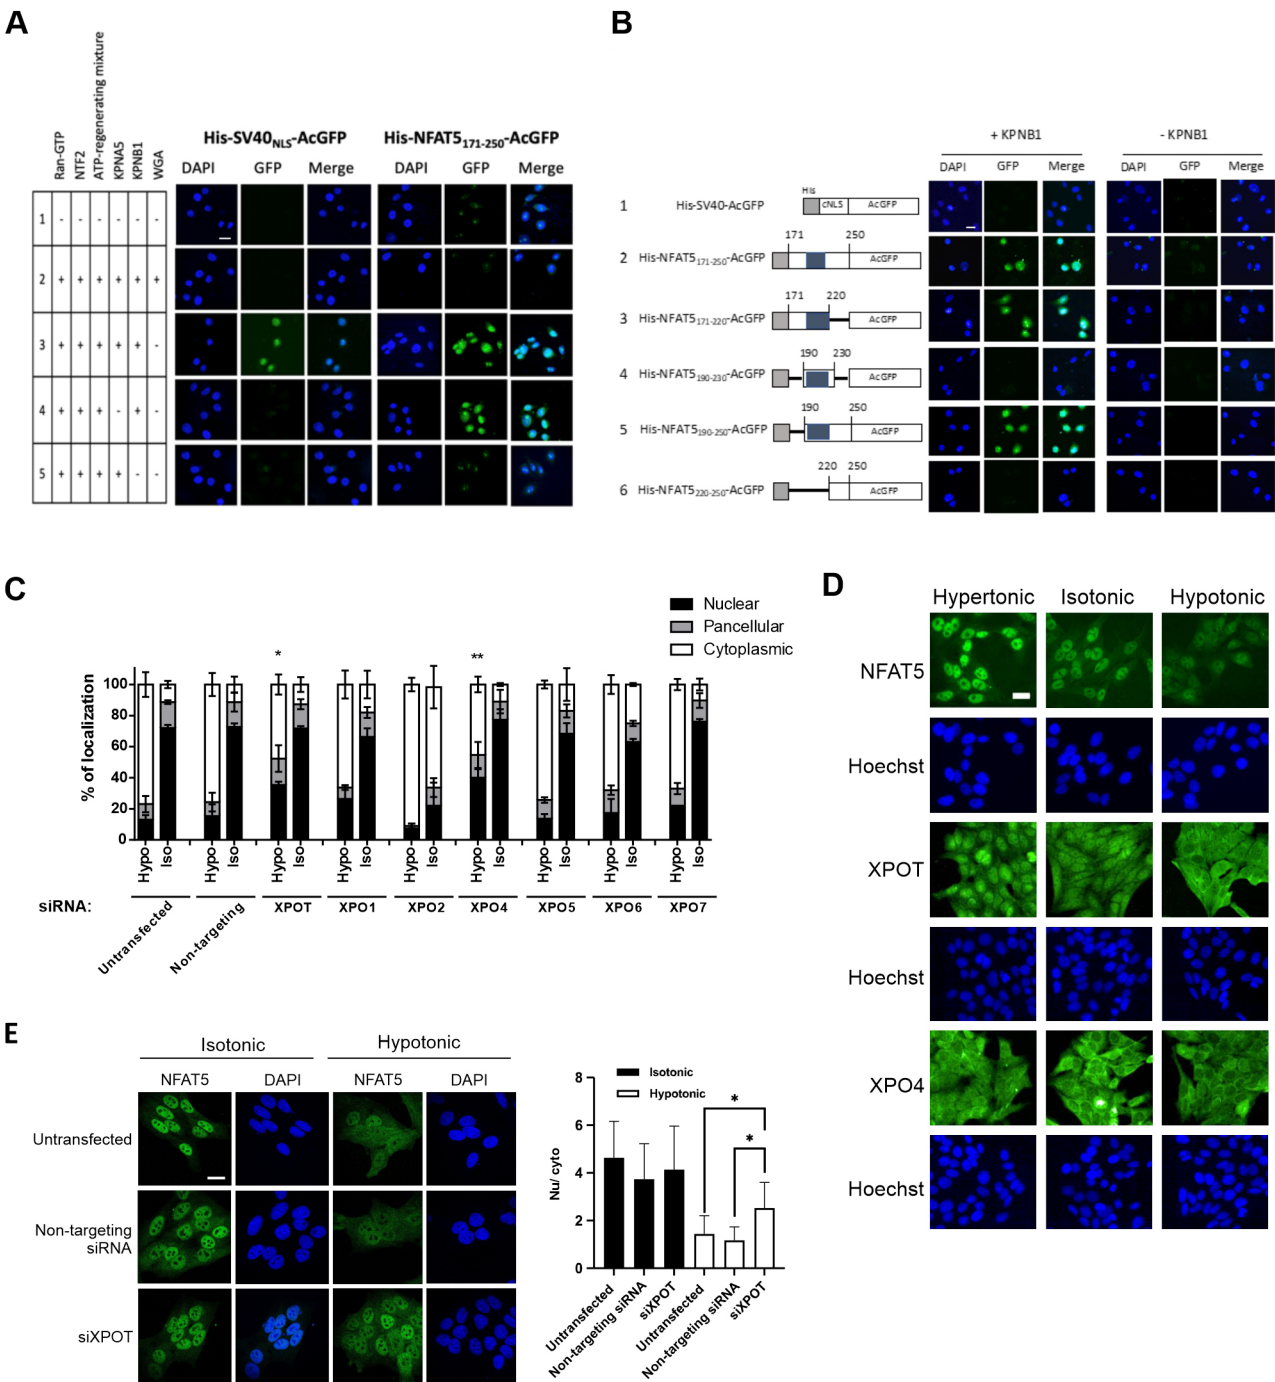 A
Ran-GTP
NTF2
ATP-regenerating mixture
KPNA5
KPNB1
WGA
His-SV40NLS-AcGFP
His-NFAT5171-250-AcGFP
DAPI GFP Merge DAPI GFP Merge
1 - - - - - -
2 + + + + + +
3 + + + + + -
4 + + + - + -
5 + + + + - -
B
+ KPNB1
- KPNB1
DAPI GFP Merge DAPI GFP Merge
His
1 His-SV40-AcGFP cNLS AcGFP
171 250
2 His-NFAT5171-250-AcGFP AcGFP
171 220
3 His-NFAT5171-220-AcGFP AcGFP
190 230
4 His-NFAT5190-230-AcGFP AcGFP
190 250
5 His-NFAT5190-250-AcGFP AcGFP
220 250
6 His-NFAT5220-250-AcGFP AcGFP
C
Nuclear
Pancellular
Cytoplasmic
* **
% of localization
100
80
60
40
20
0
Hypo Iso Hypo Iso Hypo Iso Hypo Iso Hypo Iso Hypo Iso Hypo Iso Hypo Iso Hypo Iso
siRNA: Untransfected Non-targeting XPOT XPO1 XPO2 XPO4 XPO5 XPO6 XPO7
D
Hypertonic Isotonic Hypotonic
NFAT5
Hoechst
XPOT
Hoechst
XPO4
Hoechst
E
Isotonic Hypotonic
NFAT5 DAPI NFAT5 DAPI
Untransfected
Non-targeting
siRNA
siXPOT
Isotonic
Hypotonic
*
*
Nu/ cyto
8
6
4
2
0
Untransfected
Non-targeting siRNA
siXPOT
Untransfected
Non-targeting siRNA
siXPOT